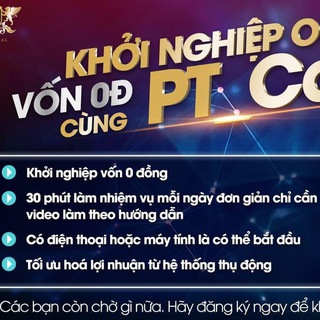 KHỞI NGHIỆP
VỐN 0Đ
CÙNG PT
Khởi nghiệp vốn 0 đồng
30 phút làm nhiệm vụ mỗi ngày đơn giản chỉ cần
video làm theo hướng dẫn
Có điện thoại hoặc máy tính là có thể bắt đầu
Tối ưu hoá lợi nhuận từ hệ thống thụ động
Các bạn còn chờ gì nữa. Hãy đăng ký ngay để